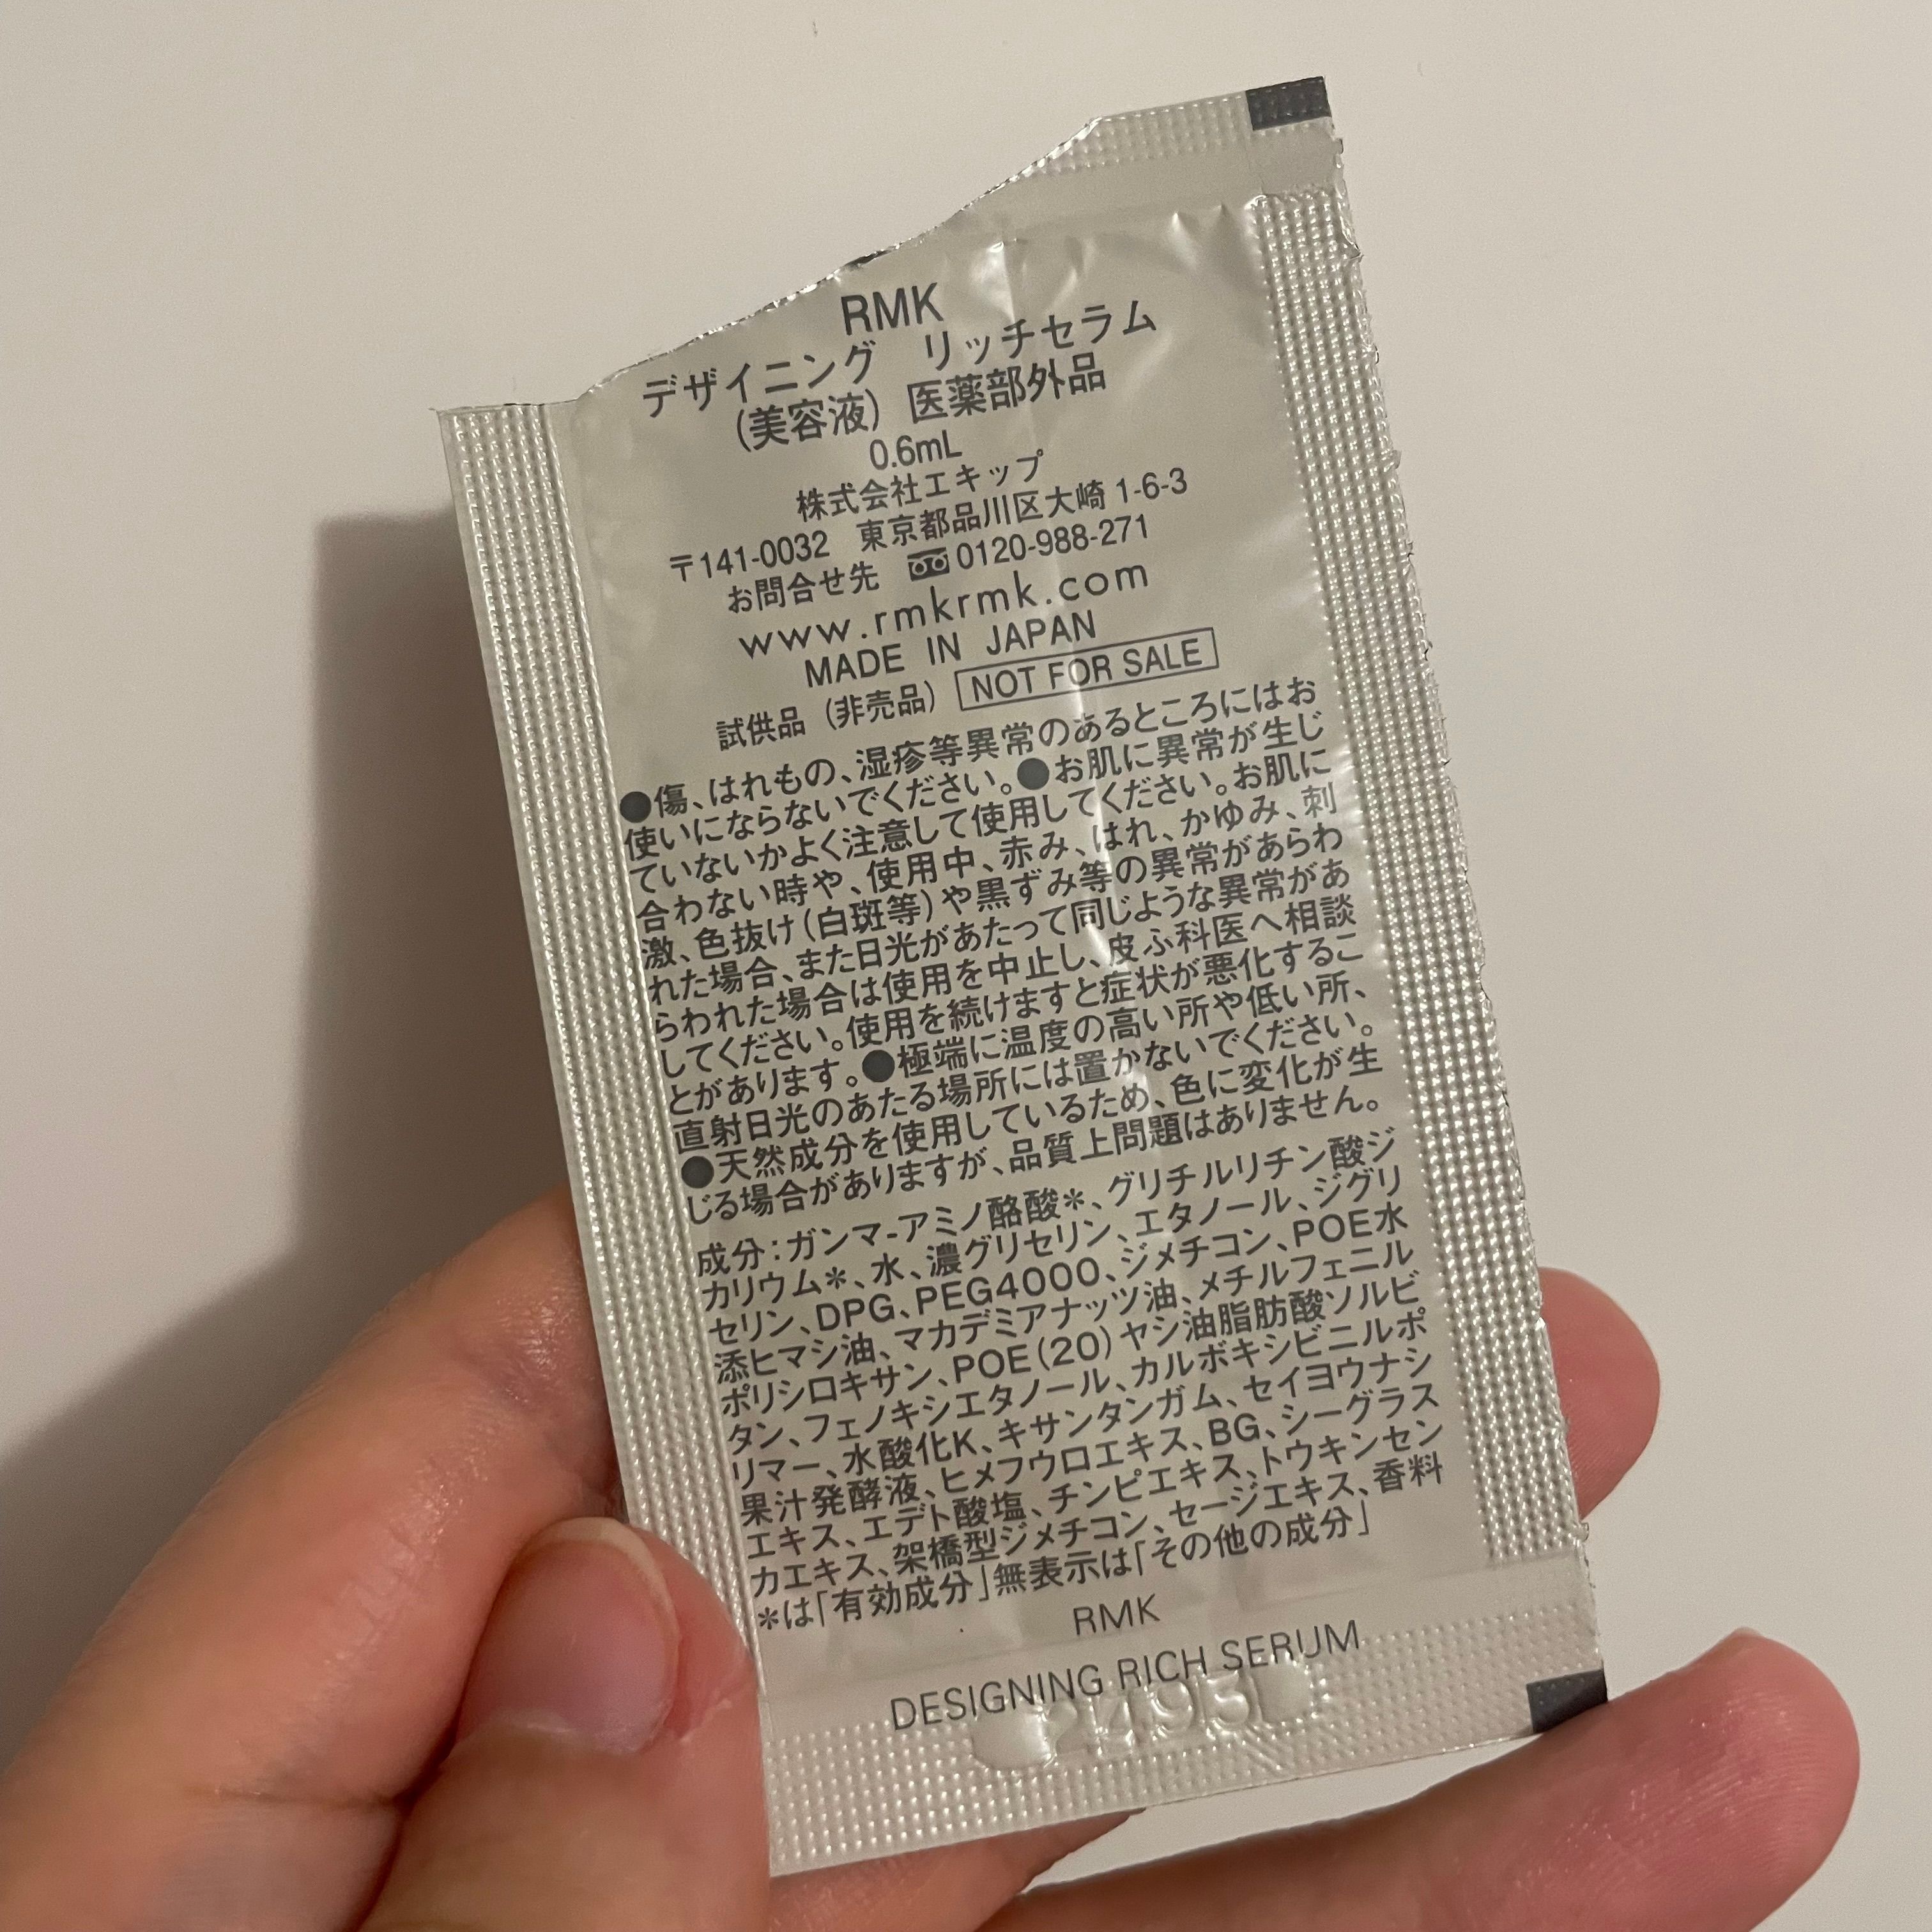 RMK
デザイニング リッチセラム
(美容液) 医薬部外品
0.6mL
株式会社エキップ
〒141-0032 東京都品川区大崎 1-6-3
お問合せ先 0120-988-271
www.rmkrmk.com
MADE IN JAPAN
試供品(非売品) NOT FOR SALE
●傷、はれもの、湿疹等異常のあるところにはお
使いにならないでください。●お肌に異常が生じ
ていないかよく注意して使用してください。お肌に
合わない時や、使用中、赤み、はれ、かゆみ、刺
激、色抜け(白斑等)や黒ずみ等の異常があらわ
れた場合、また日光があたって同じような異常があ
らわれた場合は使用を中止し、皮ふ科医へ相談
してください。使用を続けますと症状が悪化するこ
とがあります。●極端に温度の高い所や低い所、
直射日光のあたる場所には置かないでください。
●天然成分を使用しているため、色に変化が生
じる場合がありますが、品質上問題はありません。
成分:ガンマ-アミノ酪酸*、グリチルリチン酸ジ
カリウム*、水、濃グリセリン、エタノール、ジグリ
セリン、DPG、PEG4000、ジメチコン、POE水
添ヒマシ油、マカデミアナッツ油、メチルフェニル
ポリシロキサン、POE(20)ヤシ油脂肪酸ソルビ
タン、フェノキシエタノール、カルボキシビニルポ
リマー、水酸化K、キサンタンガム、セイヨウナシ
果汁発酵液、ヒメフウロエキス、BG、シーグラス
エキス、エデト酸塩、チンピエキス、トウキンセン
カエキス、架橋型ジメチコン、セージエキス、香料
*は「有効成分」無表示は「その他の成分」
RMK
DESIGNING RICH SERUM